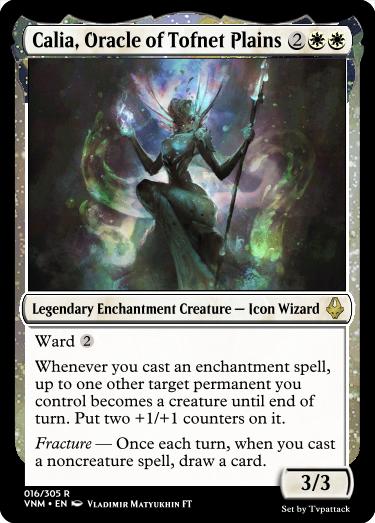 Calia, Oracle of Tofnet Plains 2
Legendary Enchantment Creature — Icon Wizard
Ward 2
Whenever you cast an enchantment spell,
up to one other target permanent you
control becomes a creature until end of
turn. Put two +1/+1 counters on it.
Fracture — Once each turn, when you cast
a noncreature spell, draw a card.
3/3
016/305 R
VNM • EN Vladimir Matyukhin FT
Set by Tvpattack